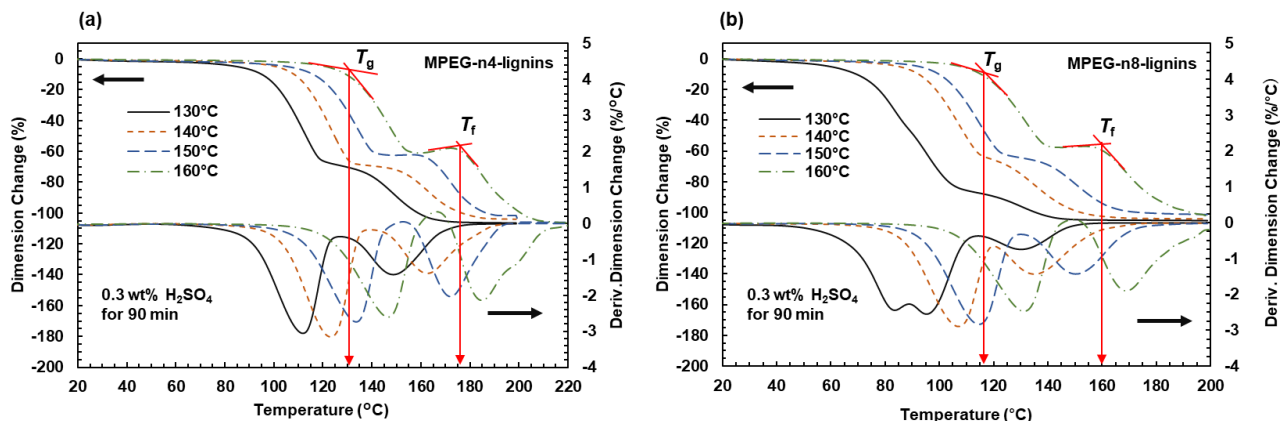 (a)
Dimension Change (%)
0
-20
-40
-60
-80
-100
-120
-140
-160
-180
-200
5
4
3
2
1
0
-1
-2
-3
-4
Deriv. Dimension Change (%/°C)
MPEG-n4-lignins
Tg
Tf
130°C
140°C
150°C
160°C
0.3 wt% H2SO4
for 90 min
20 40 60 80 100 120 140 160 180 200 220
Temperature (°C)
(b)
Dimension Change (%)
0
-20
-40
-60
-80
-100
-120
-140
-160
-180
-200
5
4
3
2
1
0
-1
-2
-3
-4
Deriv. Dimension Change (%/°C)
MPEG-n8-lignins
Tg
Tf
130°C
140°C
150°C
160°C
0.3 wt% H2SO4
for 90 min
20 40 60 80 100 120 140 160 180 200
Temperature (°C)